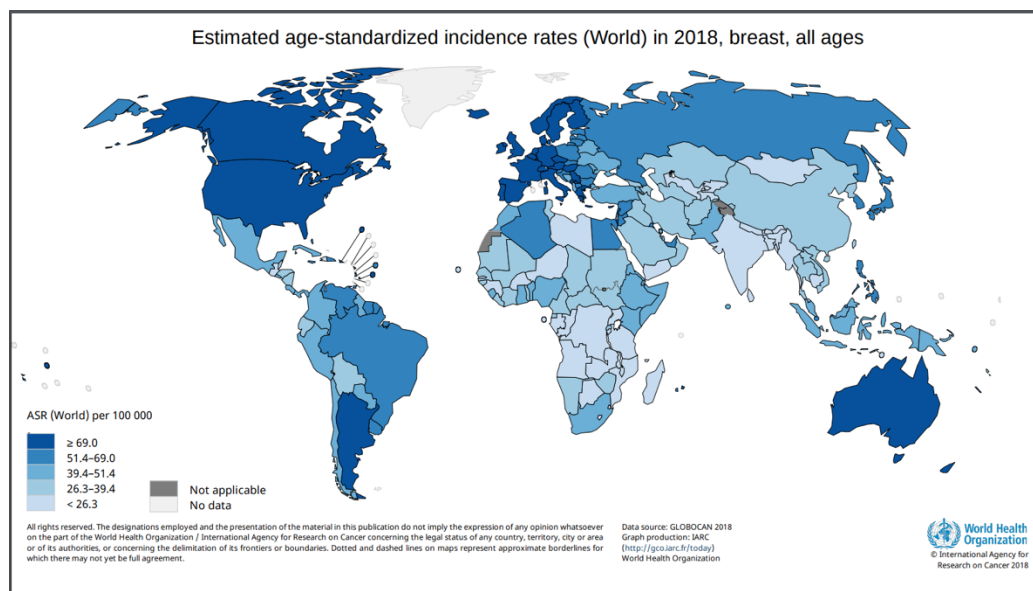 Estimated age-standardized incidence rates (World) in 2018, breast, all ages
ASR (World) per 100 000
≥ 69.0
51.4–69.0
39.4–51.4
26.3–39.4
< 26.3
Not applicable
No data
All rights reserved. The designations employed and the presentation of the material in this publication do not imply the expression of any opinion whatsoever
on the part of the World Health Organization / International Agency for Research on Cancer concerning the legal status of any country, territory, city or area
or of its authorities, or concerning the delimitation of its frontiers or boundaries. Dotted and dashed lines on maps represent approximate borderlines for
which there may not yet be full agreement.
Data source: GLOBOCAN 2018
Graph production: IARC
(http://gco.iarc.fr/today)
World Health Organization
World Health
Organization
© International Agency for
Research on Cancer 2018